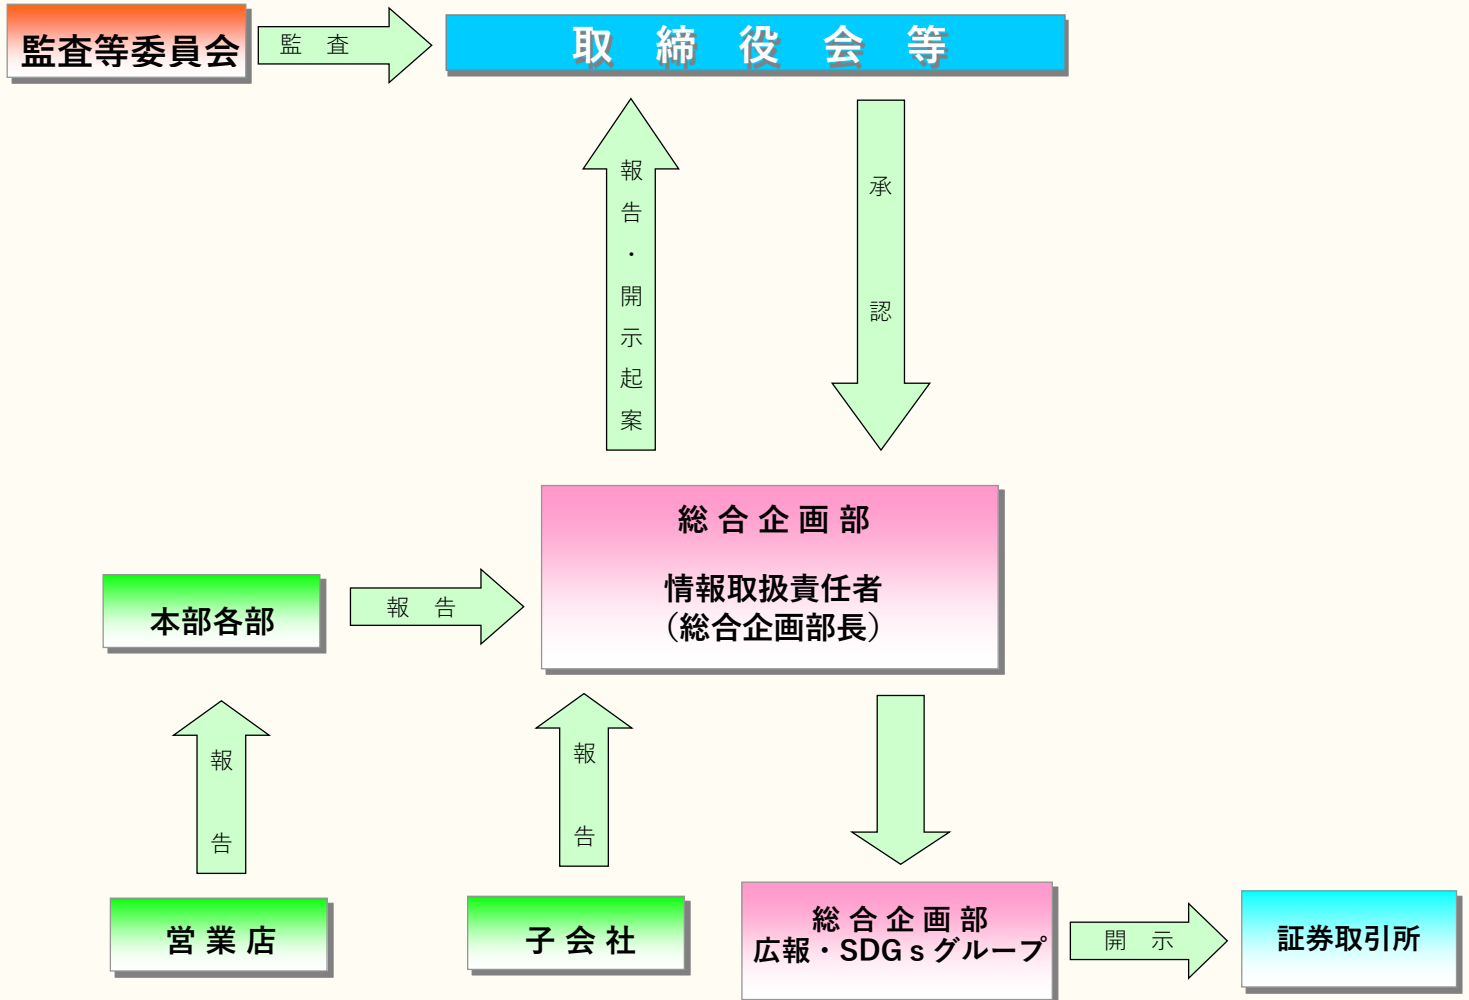 監査等委員会
監 査
取 締 役 会 等
報告・開示起案
承認
総 合 企 画 部
情報取扱責任者
（総合企画部長）
本部各部
報 告
報告
報告
営 業 店
子 会 社
総 合 企 画 部
広報・SDGｓグループ
開 示
証券取引所